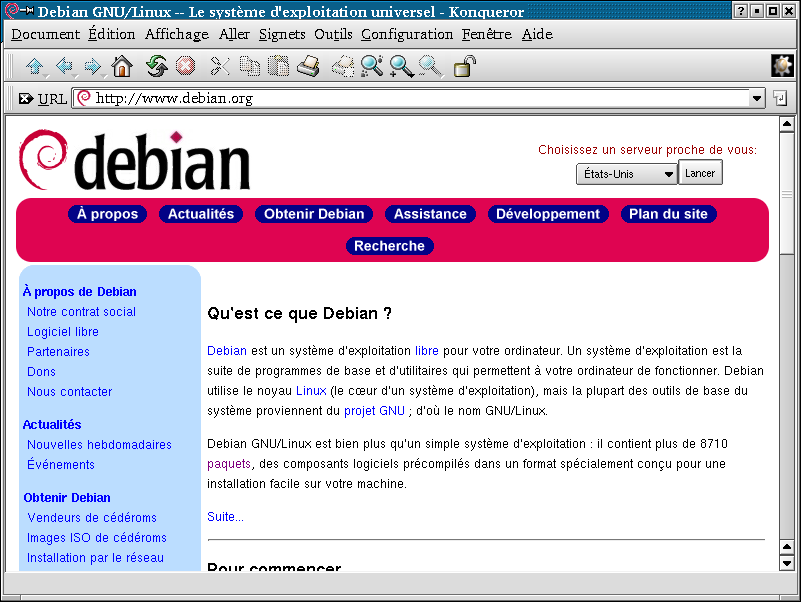 Debian GNU/Linux -- Le système d'exploitation universel - Konqueror
Document Édition Affichage Aller Signets Outils Configuration Fenêtre Aide
URL http://www.debian.org
debian
Choisissez un serveur proche de vous:
États-Unis Lancer
À propos Actualités Obtenir Debian Assistance Développement Plan du site
Recherche
À propos de Debian
Notre contrat social
Logiciel libre
Partenaires
Dons
Nous contacter
Actualités
Nouvelles hebdomadaires
Événements
Obtenir Debian
Vendeurs de cédéroms
Images ISO de cédéroms
Installation par le réseau
Qu'est ce que Debian ?
Debian est un système d'exploitation libre pour votre ordinateur. Un système d'exploitation est la
suite de programmes de base et d'utilitaires qui permettent à votre ordinateur de fonctionner. Debian
utilise le noyau Linux (le cœur d'un système d'exploitation), mais la plupart des outils de base du
système proviennent du projet GNU ; d'où le nom GNU/Linux.
Debian GNU/Linux est bien plus qu'un simple système d'exploitation : il contient plus de 8710
paquets, des composants logiciels précompilés dans un format spécialement conçu pour une
installation facile sur votre machine.
Suite...
Pour commencer